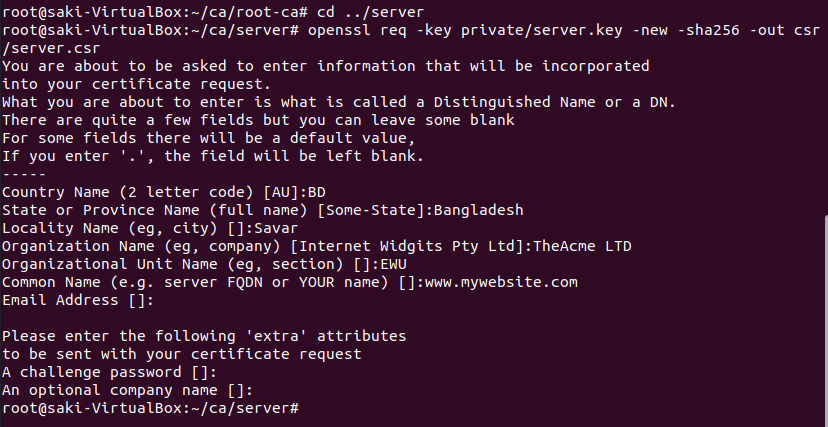 root@saki-VirtualBox:~/ca/root-ca# cd ../server
root@saki-VirtualBox:~/ca/server# openssl req -key private/server.key -new -sha256 -out csr
/server.csr
You are about to be asked to enter information that will be incorporated
into your certificate request.
What you are about to enter is what is called a Distinguished Name or a DN.
There are quite a few fields but you can leave some blank
For some fields there will be a default value,
If you enter '.', the field will be left blank.
-----
Country Name (2 letter code) [AU]:BD
State or Province Name (full name) [Some-State]:Bangladesh
Locality Name (eg, city) []:Savar
Organization Name (eg, company) [Internet Widgits Pty Ltd]:TheAcme LTD
Organizational Unit Name (eg, section) []:EWU
Common Name (e.g. server FQDN or YOUR name) []:www.mywebsite.com
Email Address []:

Please enter the following 'extra' attributes
to be sent with your certificate request
A challenge password []:
An optional company name []:
root@saki-VirtualBox:~/ca/server#